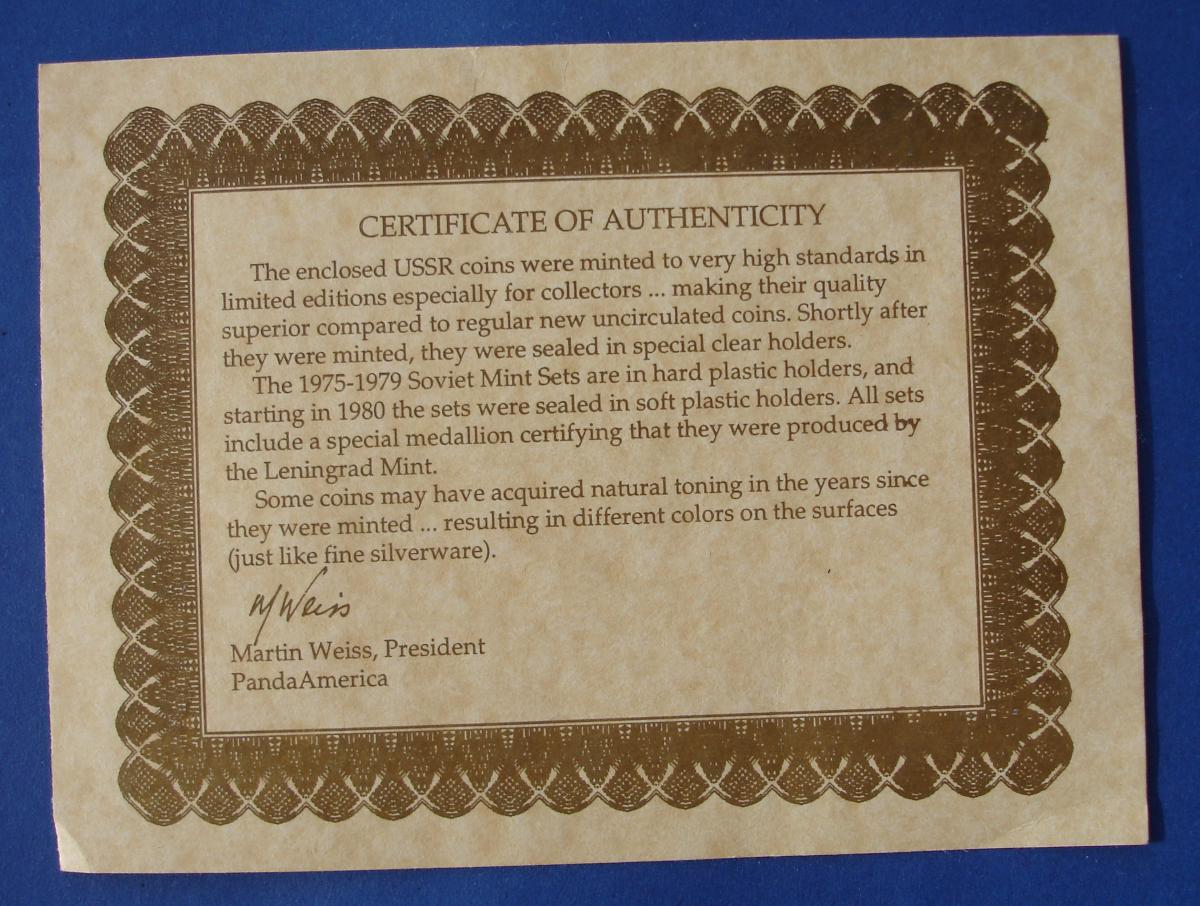 CERTIFICATE OF AUTHENTICITY
The enclosed USSR coins were minted to very high standards in
limited editions especially for collectors ... making their quality
superior compared to regular new uncirculated coins. Shortly after
they were minted, they were sealed in special clear holders.
The 1975-1979 Soviet Mint Sets are in hard plastic holders, and
starting in 1980 the sets were sealed in soft plastic holders. All sets
include a special medallion certifying that they were produced by
the Leningrad Mint.
Some coins may have acquired natural toning in the years since
they were minted ... resulting in different colors on the surfaces
(just like fine silverware).
M Weiss
Martin Weiss, President
PandaAmerica